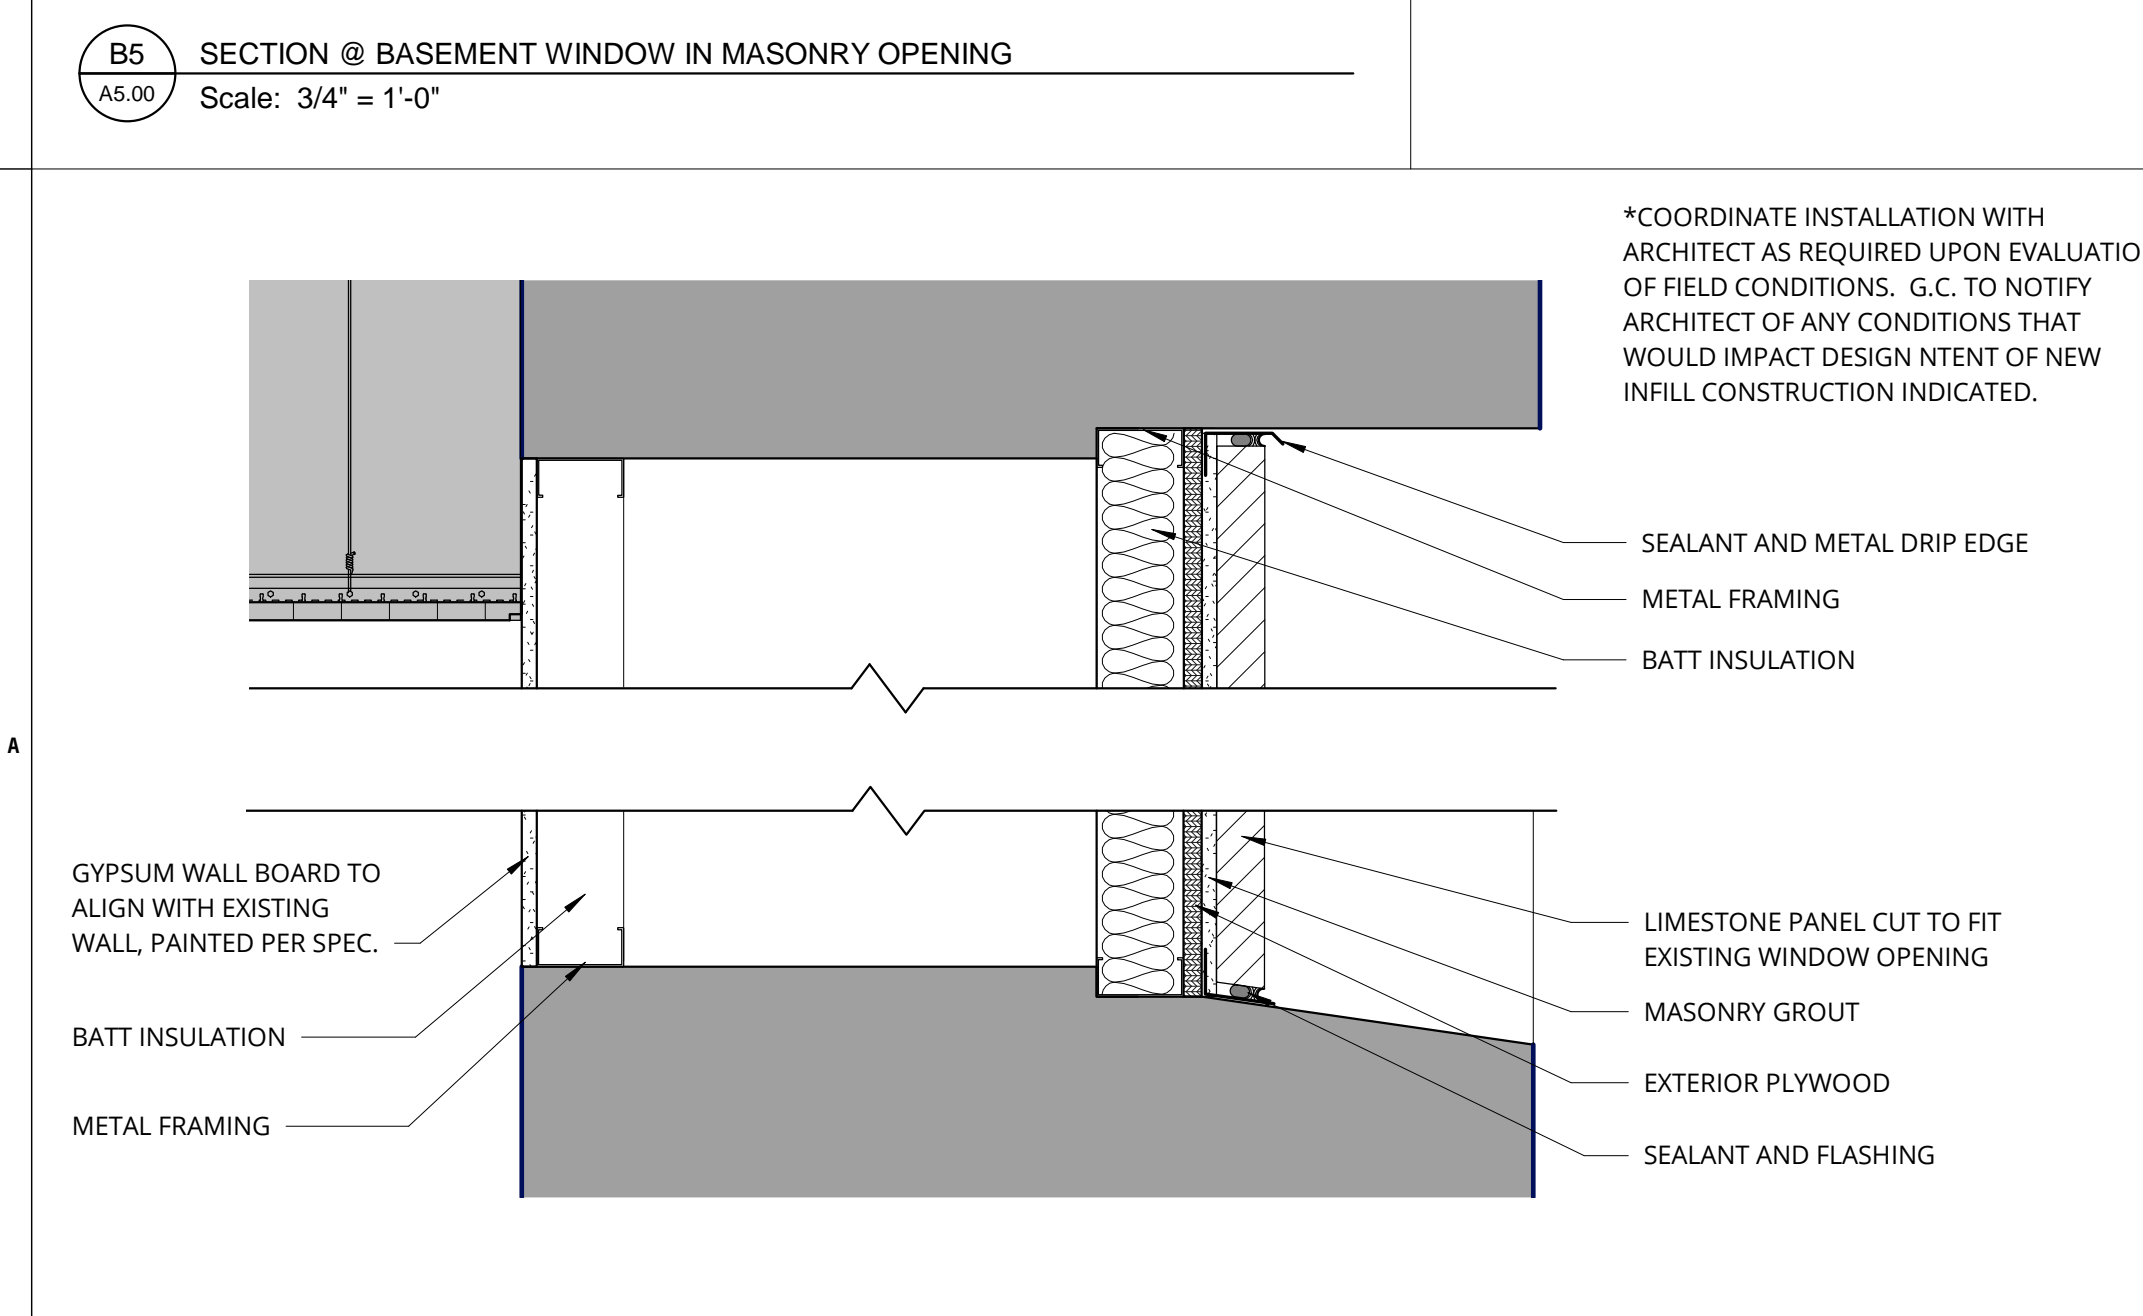 B5
A5.00
SECTION @ BASEMENT WINDOW IN MASONRY OPENING
Scale: 3/4" = 1'-0"
*COORDINATE INSTALLATION WITH
ARCHITECT AS REQUIRED UPON EVALUATIO
OF FIELD CONDITIONS. G.C. TO NOTIFY
ARCHITECT OF ANY CONDITIONS THAT
WOULD IMPACT DESIGN NTENT OF NEW
INFILL CONSTRUCTION INDICATED.
SEALANT AND METAL DRIP EDGE
METAL FRAMING
BATT INSULATION
A
GYPSUM WALL BOARD TO
ALIGN WITH EXISTING
WALL, PAINTED PER SPEC.
BATT INSULATION
METAL FRAMING
LIMESTONE PANEL CUT TO FIT
EXISTING WINDOW OPENING
MASONRY GROUT
EXTERIOR PLYWOOD
SEALANT AND FLASHING